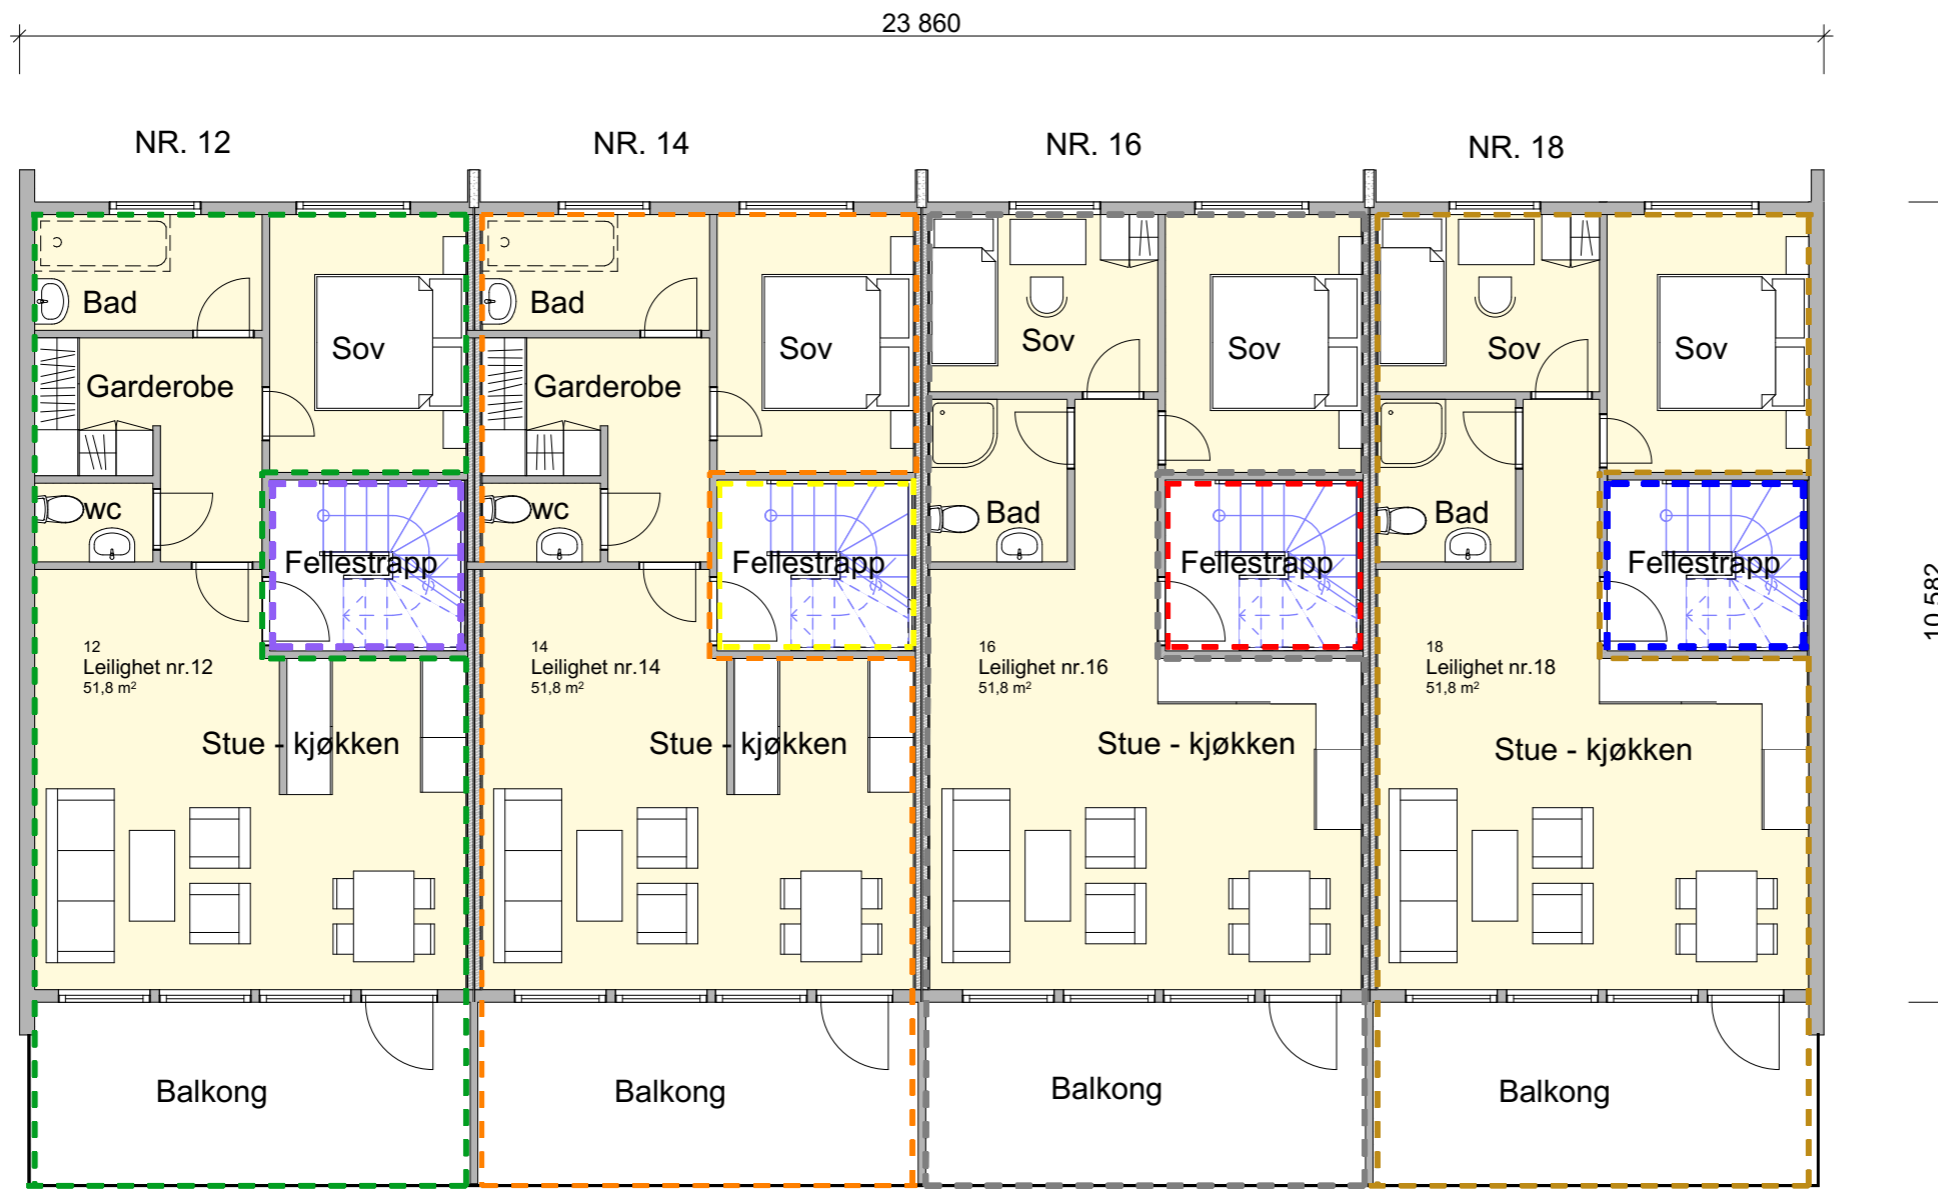 23 860
NR. 12
NR. 14
NR. 16
NR. 18
Bad
Sov
Bad
Sov
Sov
Sov
Sov
Sov
Garderobe
Garderobe
wc
wc
Bad
Bad
Fellestrapp
Fellestrapp
Fellestrapp
Fellestrapp
10 582
12
Leilighet nr.12
51,8 m²
14
Leilighet nr.14
51,8 m²
16
Leilighet nr.16
51,8 m²
18
Leilighet nr.18
51,8 m²
Stue - kjøkken
Stue - kjøkken
Stue - kjøkken
Stue - kjøkken
Balkong
Balkong
Balkong
Balkong